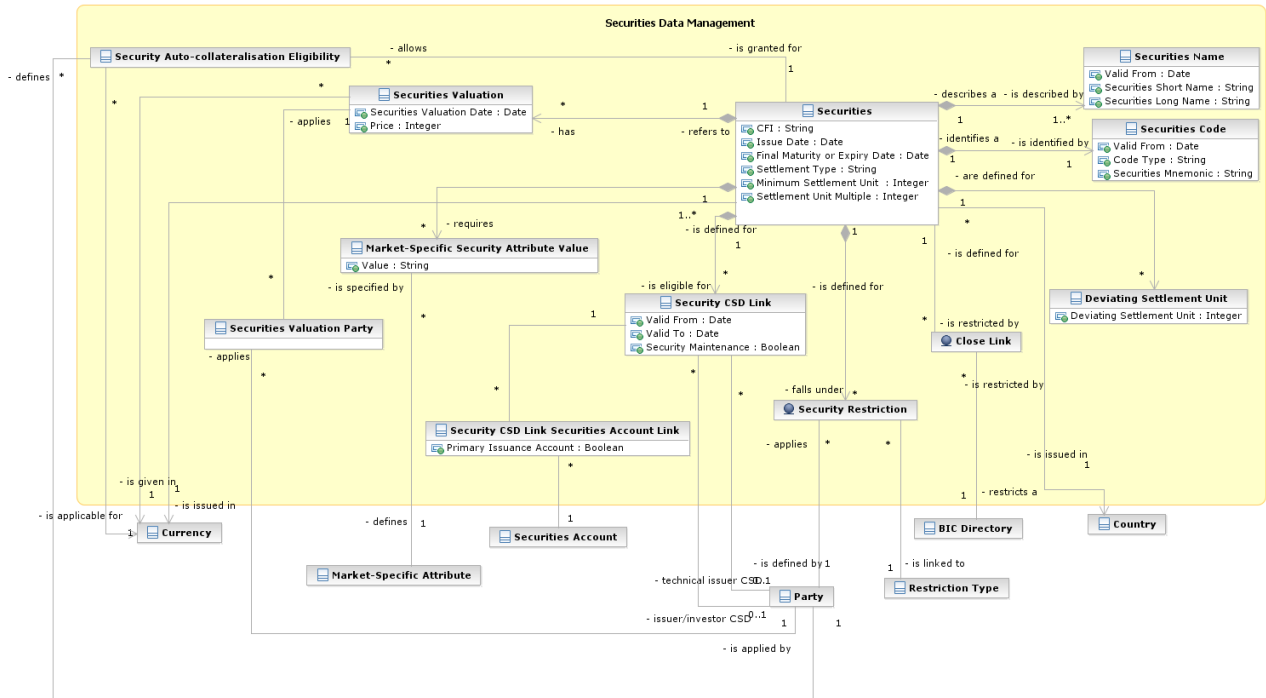 Securities Data Management
- allows
- is granted for
Security Auto-collateralisation Eligibility
Securities Name
Valid From : Date
Securities Short Name : String
Securities Long Name : String
- defines
*
*
1
*
*
Securities Valuation
Securities Valuation Date : Date
Price : Integer
- describes a
- is described by
*
1
Securities
CFI : String
Issue Date : Date
Final Maturity or Expiry Date : Date
Settlement Type : String
Minimum Settlement Unit : Integer
Settlement Unit Multiple : Integer
1
1..*
- applies
1
- has
- refers to
Securities Code
Valid From : Date
Code Type : String
Securities Mnemonic : String
- identifies a
- is identified by
1
1
- are defined for
1
1
*
- requires
1..*
*
- is defined for
1
1
1
Market-Specific Security Attribute Value
Value : String
- is defined for
*
*
*
- is specified by
- is eligible for
- is defined for
Security CSD Link
Valid From : Date
Valid To : Date
Security Maintenance : Boolean
Deviating Settlement Unit
Deviating Settlement Unit : Integer
1
*
*
- is restricted by
Securities Valuation Party
Close Link
- applies
*
*
*
*
*
- is restricted by
- falls under
*
Security Restriction
Security CSD Link Securities Account Link
Primary Issuance Account : Boolean
- applies
*
*
- is issued in
1
*
- is given in
1
1
- is issued in
1
- restricts a
- is applicable for
1
Currency
- defines
1
1
Securities Account
BIC Directory
Country
- is defined by
1
1
- is linked to
Market-Specific Attribute
- technical issuer CSD
0..1
Restriction Type
Party
- issuer/investor CSD
0..1
1
1
- is applied by